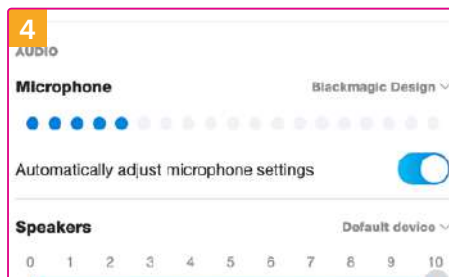 4
AUDIO
Microphone Blackmagic Design
Automatically adjust microphone settings
Speakers Default device
0 1 2 3 4 5 6 7 8 9 10